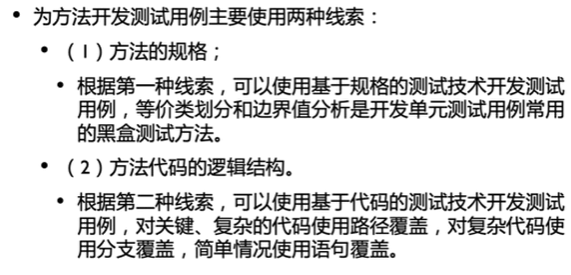 • 为方法开发测试用例主要使用两种线索：
• （1）方法的规格；
• 根据第一种线索，可以使用基于规格的测试技术开发测试
用例，等价类划分和边界值分析是开发单元测试用例常用
的黑盒测试方法。
• （2）方法代码的逻辑结构。
• 根据第二种线索，可以使用基于代码的测试技术开发测试
用例，对关键、复杂的代码使用路径覆盖，对复杂代码使
用分支覆盖，简单情况使用语句覆盖。